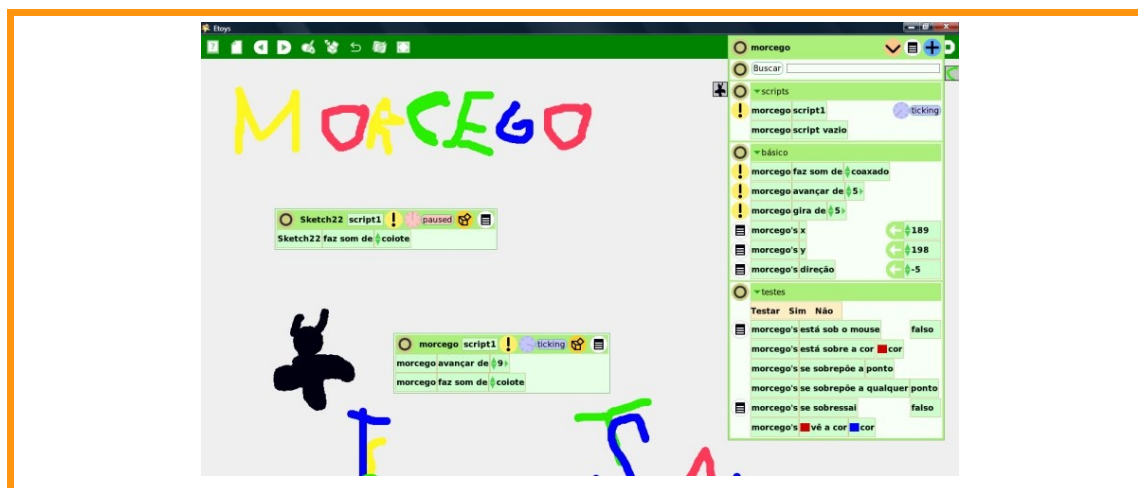 Etoys
MORCEGO
Sketch22 script1 ! paused
Sketch22 faz som de coiote
morcego script1 ! ticking
morcego avançar de 9
morcego faz som de coiote
morcego
Buscar
scripts
! morcego script1 ticking
morcego script vazio
básico
! morcego faz som de coaxado
! morcego avançar de 5
! morcego gira de 5
morcego's x 189
morcego's y 198
morcego's direção -5
testes
Testar Sim Não
morcego's está sob o mouse falso
morcego's está sobre a cor cor
morcego's se sobrepõe a ponto
morcego's se sobrepõe a qualquer ponto
morcego's se sobressai falso
morcego's vê a cor cor